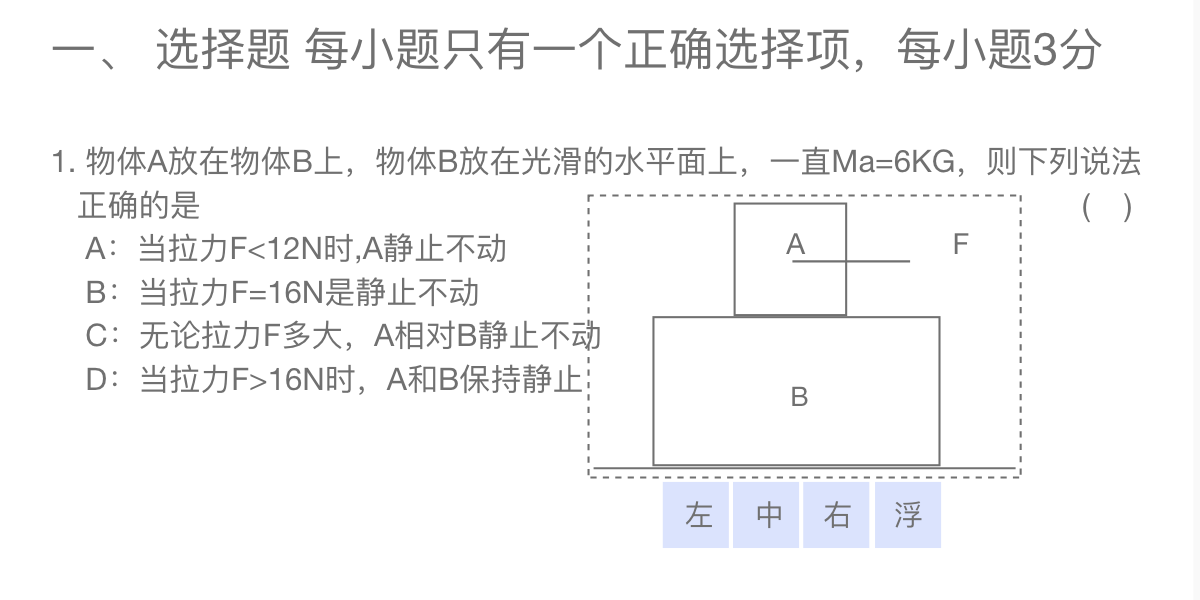 一、 选择题 每小题只有一个正确选择项，每小题3分
1. 物体A放在物体B上，物体B放在光滑的水平面上，一直Ma=6KG，则下列说法
正确的是 （ ）
A：当拉力F<12N时,A静止不动
B：当拉力F=16N是静止不动
C：无论拉力F多大，A相对B静止不动
D：当拉力F>16N时，A和B保持静止
A F
B
左 中 右 浮